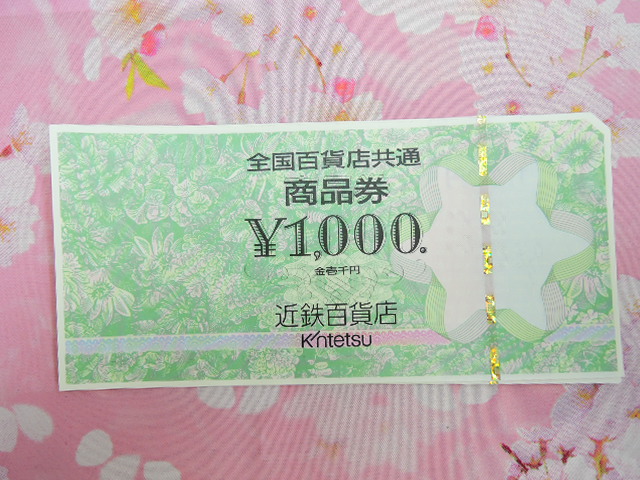 全国百貨店共通
商品券
¥1,000.
金壱千円
近鉄百貨店
Kintetsu